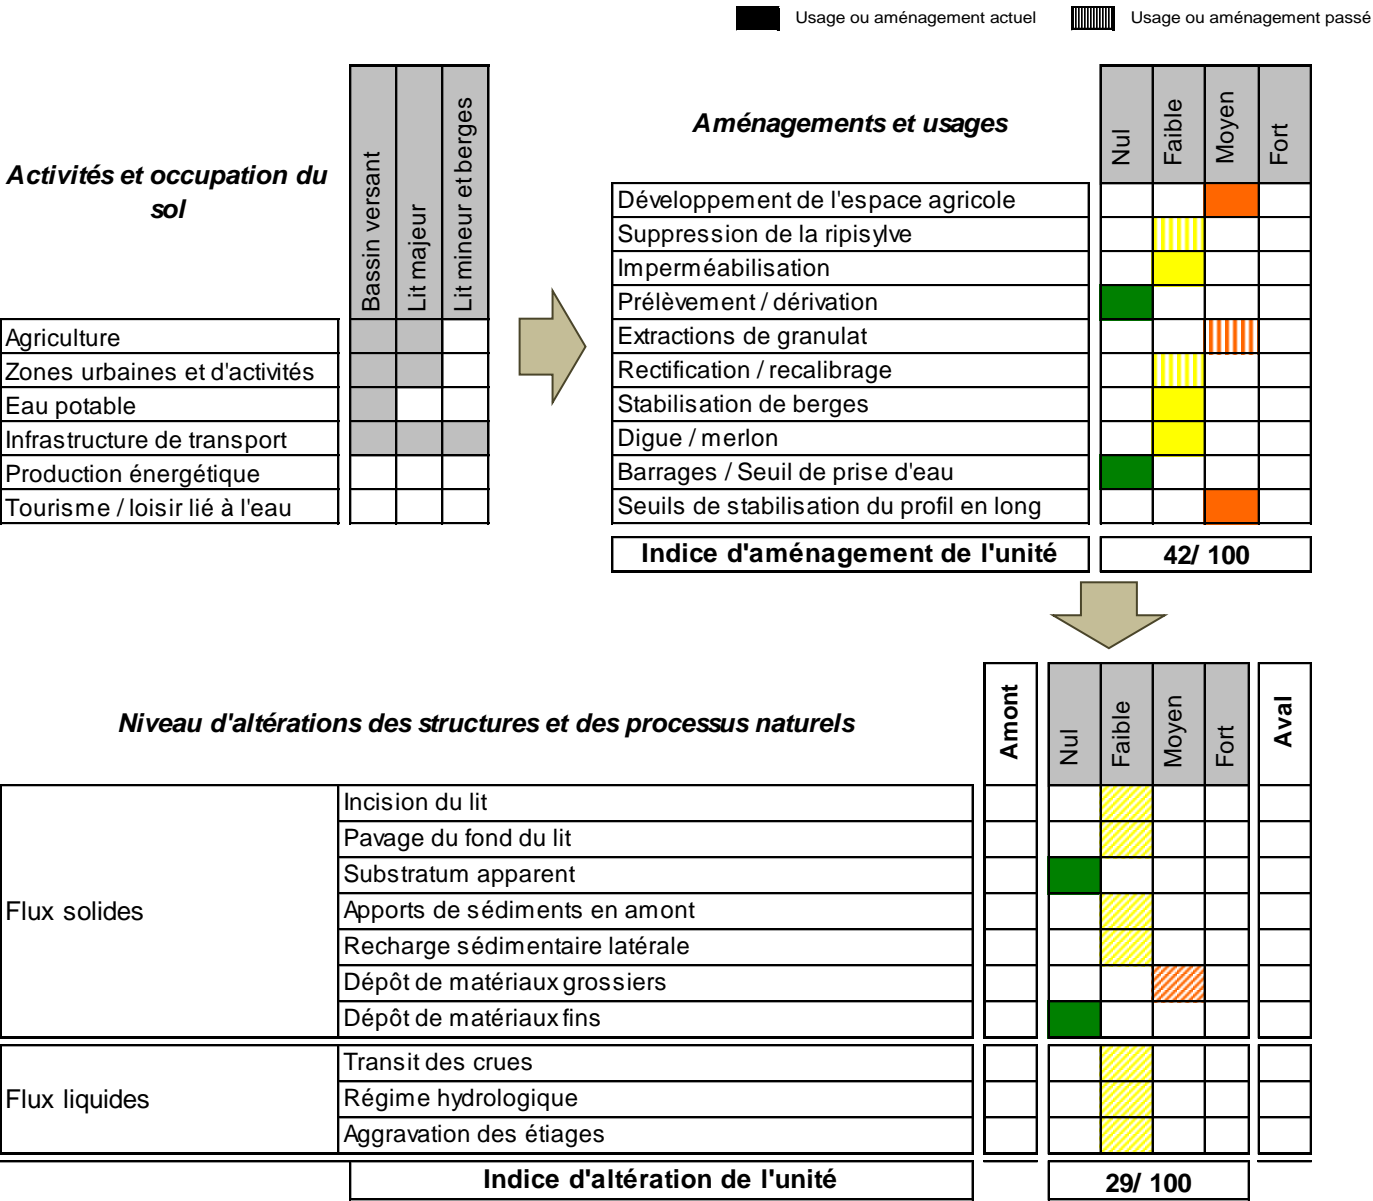 Usage ou aménagement actuel
Usage ou aménagement passé
Activités et occupation du
sol
Bassin versant
Lit majeur
Lit mineur et berges
Agriculture
Zones urbaines et d'activités
Eau potable
Infrastructure de transport
Production énergétique
Tourisme / loisir lié à l'eau
Aménagements et usages
Nul
Faible
Moyen
Fort
Développement de l'espace agricole
Suppression de la ripisylve
Imperméabilisation
Prélèvement / dérivation
Extractions de granulat
Rectification / recalibrage
Stabilisation de berges
Digue / merlon
Barrages / Seuil de prise d'eau
Seuils de stabilisation du profil en long
Indice d'aménagement de l'unité
42/ 100
Niveau d'altérations des structures et des processus naturels
Amont
Nul
Faible
Moyen
Fort
Aval
Flux solides
Incision du lit
Pavage du fond du lit
Substratum apparent
Apports de sédiments en amont
Recharge sédimentaire latérale
Dépôt de matériaux grossiers
Dépôt de matériaux fins
Flux liquides
Transit des crues
Régime hydrologique
Aggravation des étiages
Indice d'altération de l'unité
29/ 100